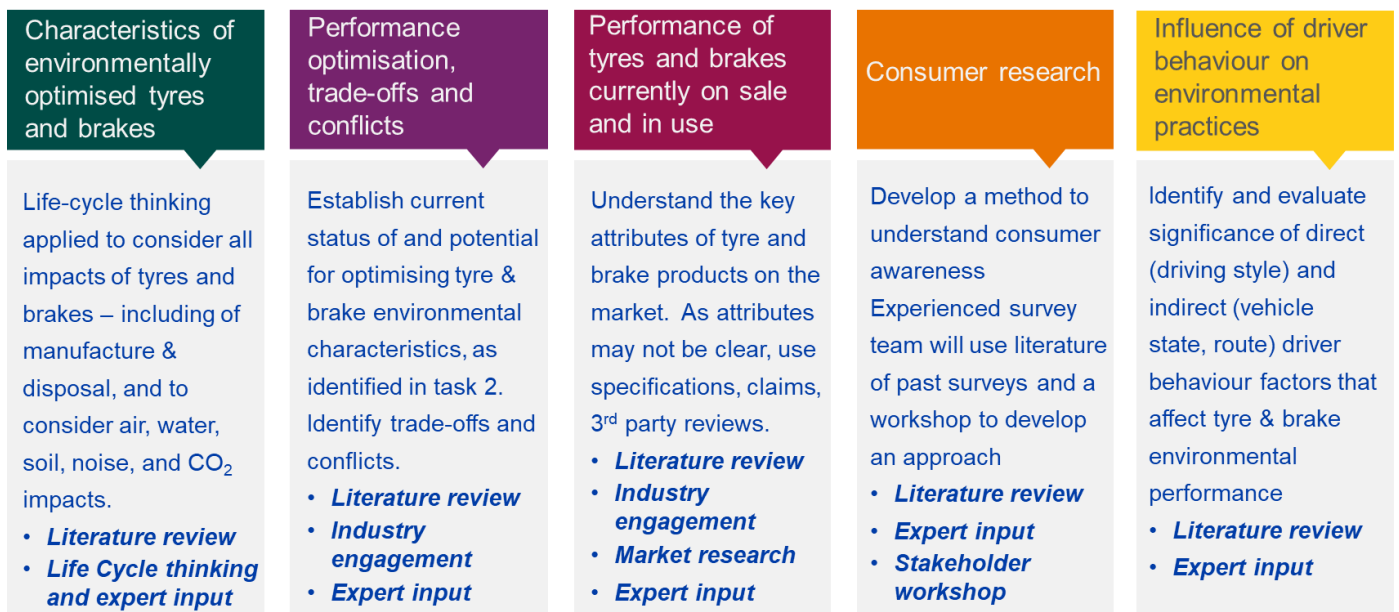 Characteristics of
environmentally
optimised tyres
and brakes
Life-cycle thinking
applied to consider all
impacts of tyres and
brakes – including of
manufacture &
disposal, and to
consider air, water,
soil, noise, and CO₂
impacts.
• Literature review
• Life Cycle thinking
and expert input
Performance
optimisation,
trade-offs and
conflicts
Establish current
status of and potential
for optimising tyre &
brake environmental
characteristics, as
identified in task 2.
Identify trade-offs and
conflicts.
• Literature review
• Industry
engagement
• Expert input
Performance of
tyres and brakes
currently on sale
and in use
Understand the key
attributes of tyre and
brake products on the
market.  As attributes
may not be clear, use
specifications, claims,
3rd party reviews.
• Literature review
• Industry
engagement
• Market research
• Expert input
Consumer research
Develop a method to
understand consumer
awareness
Experienced survey
team will use literature
of past surveys and a
workshop to develop
an approach
• Literature review
• Expert input
• Stakeholder
workshop
Influence of driver
behaviour on
environmental
practices
Identify and evaluate
significance of direct
(driving style) and
indirect (vehicle
state, route) driver
behaviour factors that
affect tyre & brake
environmental
performance
• Literature review
• Expert input